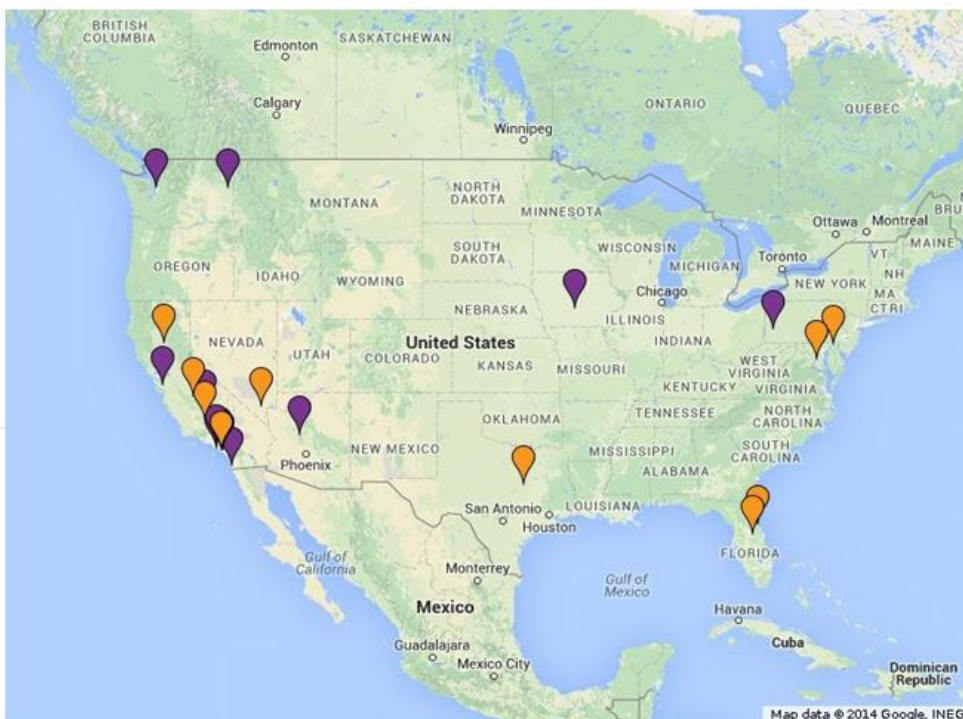 BRITISH
COLUMBIA
Edmonton
SASKATCHEWAN
Calgary
Winnipeg
ONTARIO
QUEBEC
MONTANA
NORTH
DAKOTA
MINNESOTA
Ottawa
Montreal
BRU
MAINE
OREGON
IDAHO
SOUTH
DAKOTA
WISCONSIN
MICHIGAN
Toronto
VT
NH
WYOMING
NEW YORK
MA
CT RI
NEBRASKA
Chicago
NEVADA
UTAH
COLORADO
United States
ILLINOIS
INDIANA
KANSAS
MISSOURI
WEST
VIRGINIA
KENTUCKY
VIRGINIA
OKLAHOMA
TENNESSEE
NORTH
CAROLINA
Phoenix
NEW MEXICO
MISSISSIPPI
SOUTH
CAROLINA
ALABAMA
San Antonio
LOUISIANA
Houston
FLORIDA
Gulf of
California
Monterrey
Gulf of
Mexico
Mexico
Havana
Cuba
Guadalajara
Mexico City
Dominican
Republic
Map data © 2014 Google, INEG